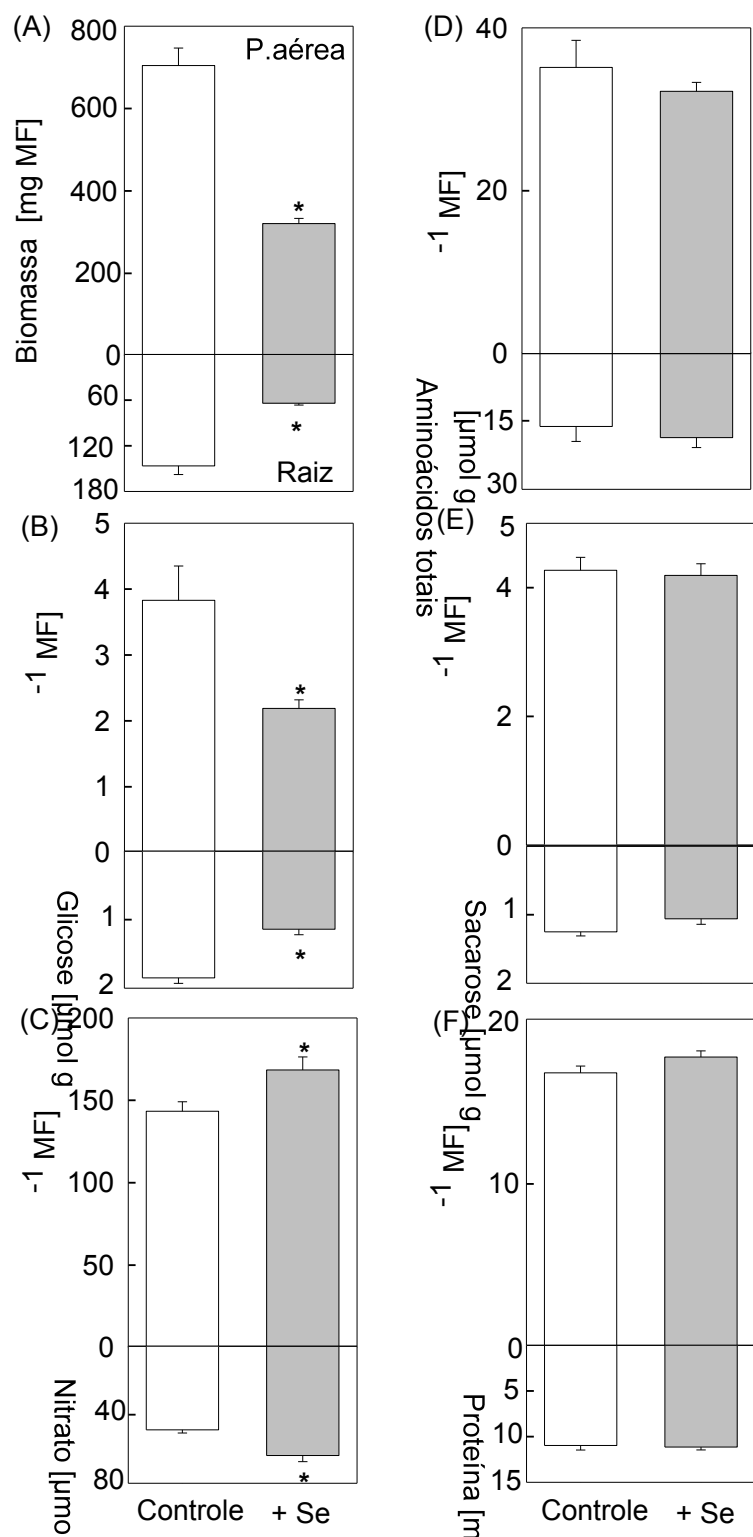 (A)
800
600
400
200
0
60
120
180
Biomassa [mg MF]
P.aérea
*
*
Raiz
(B)
5
4
3
2
1
0
1
2
Glicose [µmol g
-1 MF]
*
*
(C)
200
150
100
50
0
40
80
Nitrato [µmo
-1 MF]
*
*
Controle
+ Se
(D)
40
20
0
15
30
Aminoácidos totais
[µmol g
-1 MF]
(E)
5
4
2
0
1
2
Sacarose [µmol g
-1 MF]
(F)
20
10
0
5
10
15
Proteína [m
-1 MF]
Controle
+ Se